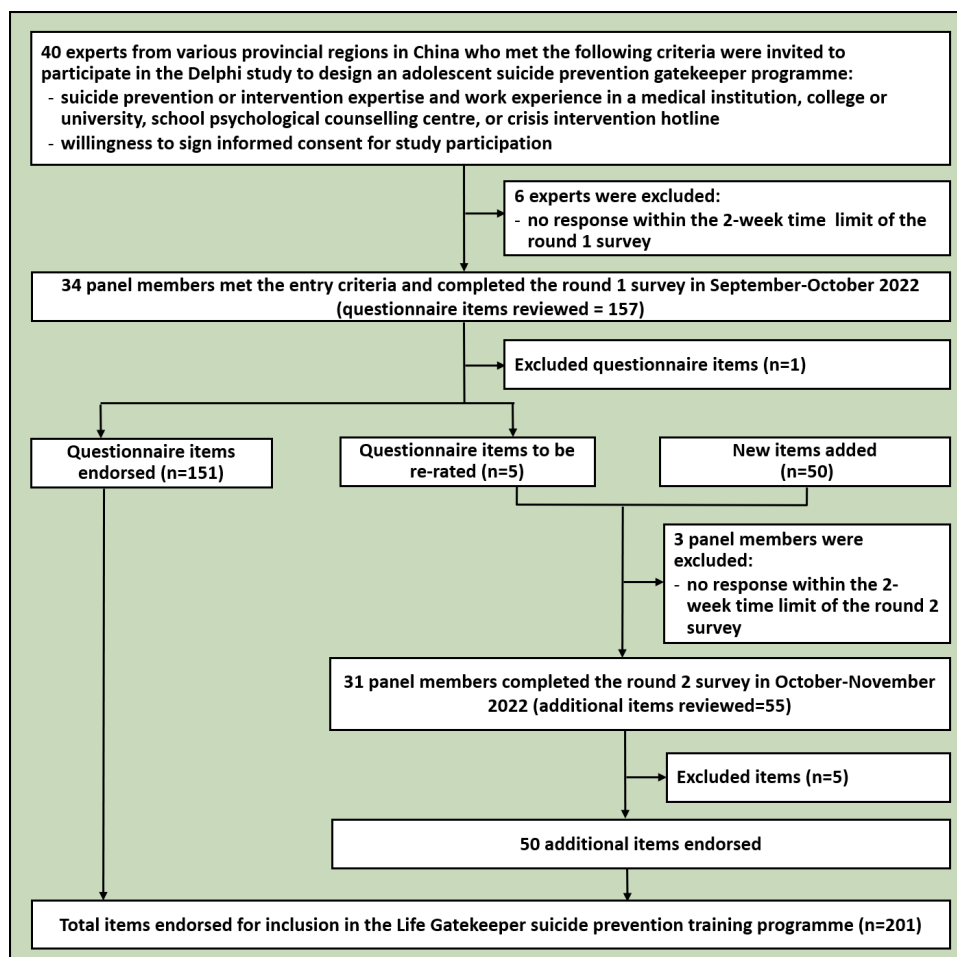 40 experts from various provincial regions in China who met the following criteria were invited to
participate in the Delphi study to design an adolescent suicide prevention gatekeeper programme:
- suicide prevention or intervention expertise and work experience in a medical institution, college or
university, school psychological counselling centre, or crisis intervention hotline
- willingness to sign informed consent for study participation
6 experts were excluded:
- no response within the 2-week time limit of the
round 1 survey
34 panel members met the entry criteria and completed the round 1 survey in September-October 2022
(questionnaire items reviewed = 157)
Excluded questionnaire items (n=1)
Questionnaire items
endorsed (n=151)
Questionnaire items to be
re-rated (n=5)
New items added
(n=50)
3 panel members were
excluded:
- no response within the 2-
week time limit of the round 2
survey
31 panel members completed the round 2 survey in October-November
2022 (additional items reviewed=55)
Excluded items (n=5)
50 additional items endorsed
Total items endorsed for inclusion in the Life Gatekeeper suicide prevention training programme (n=201)